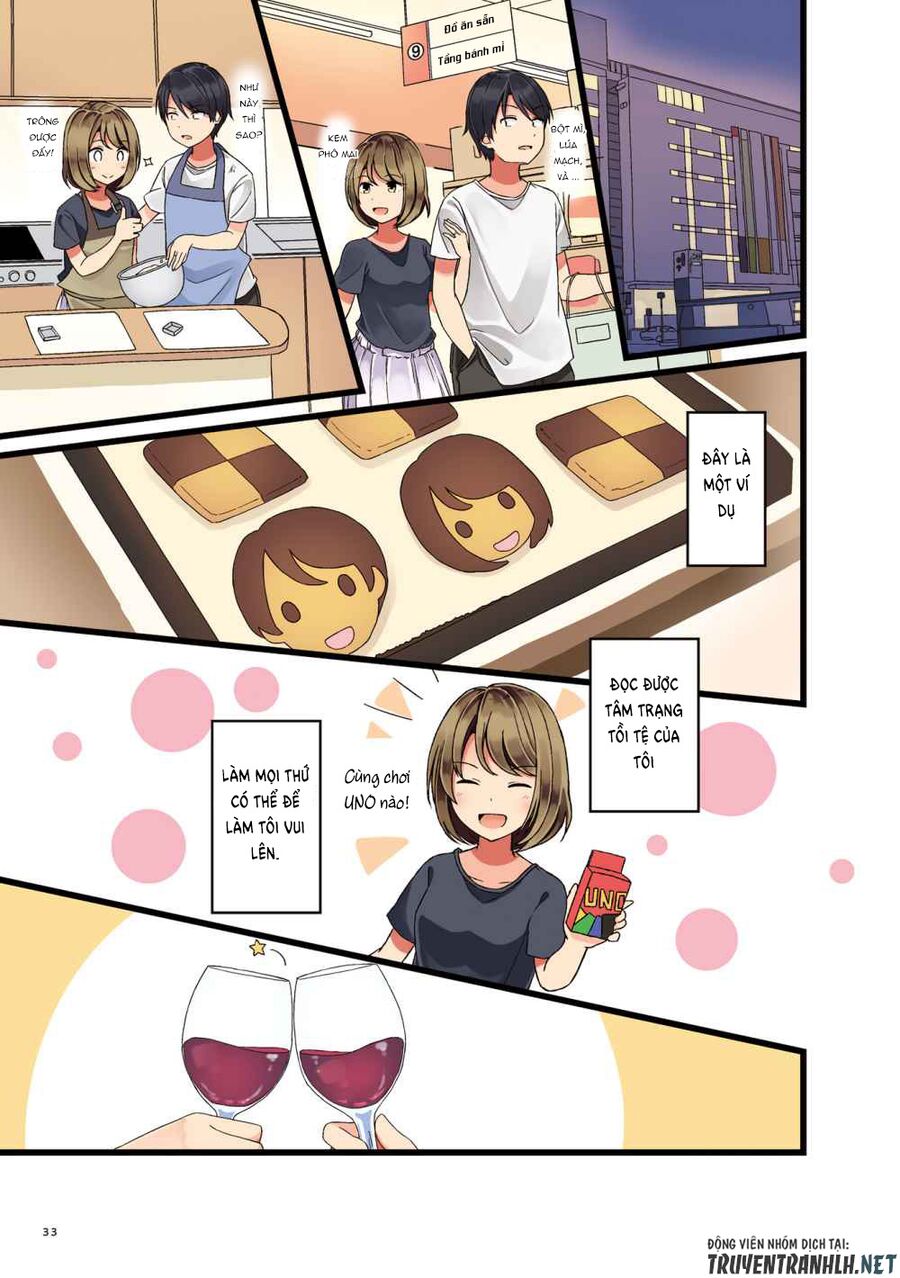 ⑨
Đồ ăn sẵn
Tầng bánh mì
BỘT MÌ,
LÚA
MẠCH,
VÀ ...
KEM
PHÔ MAI
NHƯ
NÀY
THÌ
SAO?
TRÔNG
ĐƯỢC
ĐẤY!
ĐÂY LÀ
MỘT VÍ
DỤ
ĐỌC ĐƯỢC
TÂM TRẠNG
TỒI TỆ CỦA
TÔI
Cùng chơi
UNO nào!
UNO
LÀM MỌI THỨ
CÓ THỂ ĐỂ
LÀM TÔI VUI
LÊN.
33
ĐỘNG VIÊN NHÓM DỊCH TẠI:
TRUYENTRANHLH.NET